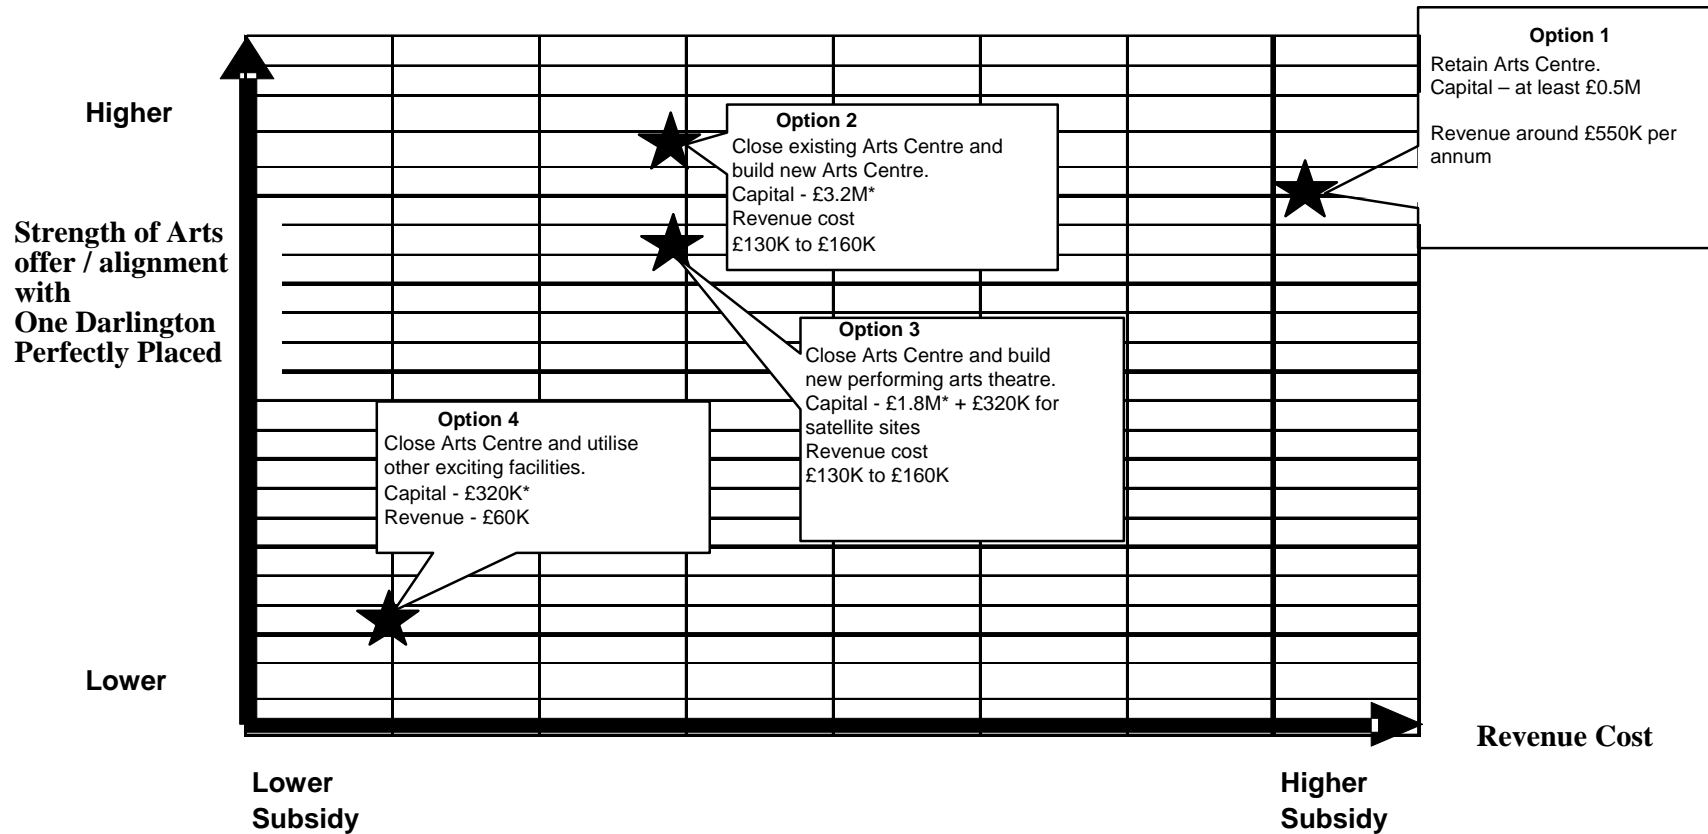 Option 1
Retain Arts Centre.
Capital – at least £0.5M
Revenue around £550K per
annum
Higher
Option 2
Close existing Arts Centre and
build new Arts Centre.
Capital - £3.2M*
Revenue cost
£130K to £160K
Strength of Arts
offer / alignment
with
One Darlington
Perfectly Placed
Option 3
Close Arts Centre and build
new performing arts theatre.
Capital - £1.8M* + £320K for
satellite sites
Revenue cost
£130K to £160K
Option 4
Close Arts Centre and utilise
other exciting facilities.
Capital - £320K*
Revenue - £60K
Lower
Revenue Cost
Lower
Subsidy
Higher
Subsidy